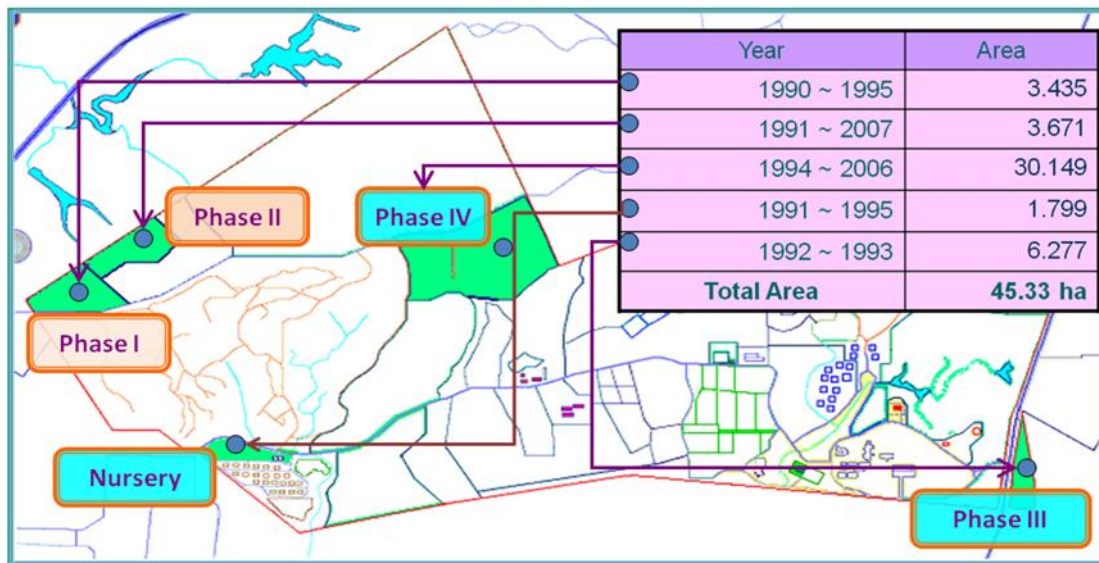 Year Area
1990 ~ 1995 3.435
1991 ~ 2007 3.671
1994 ~ 2006 30.149
1991 ~ 1995 1.799
1992 ~ 1993 6.277
Total Area 45.33 ha
Phase II
Phase IV
Phase I
Nursery
Phase III